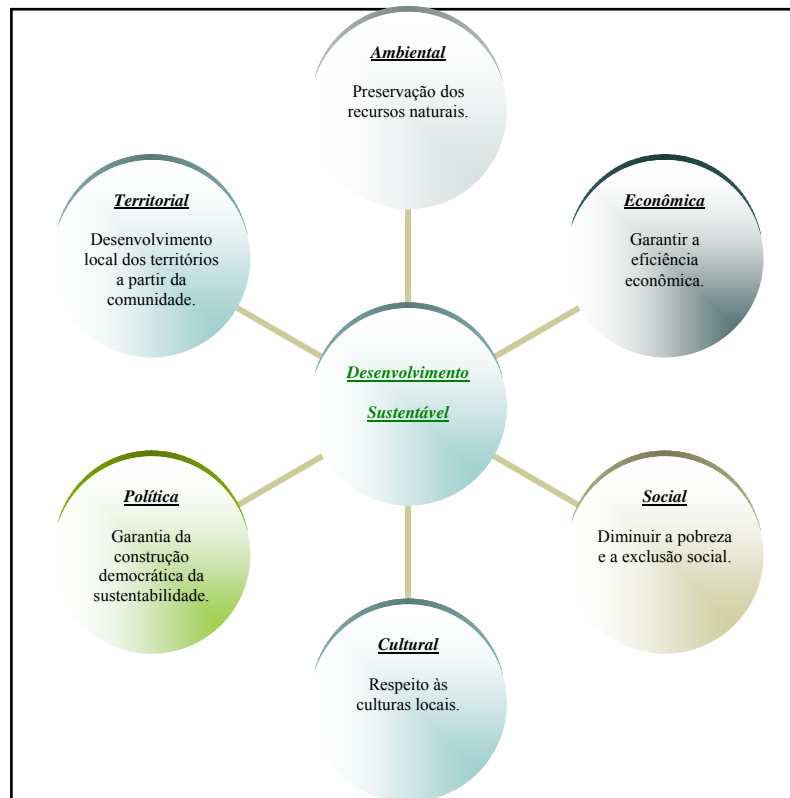 Ambiental
Preservação dos
recursos naturais.
Territorial
Desenvolvimento
local dos territórios
a partir da
comunidade.
Econômica
Garantir a
eficiência
econômica.
Desenvolvimento
Sustentável
Política
Garantia da
construção
democrática da
sustentabilidade.
Social
Diminuir a pobreza
e a exclusão social.
Cultural
Respeito às
culturas locais.